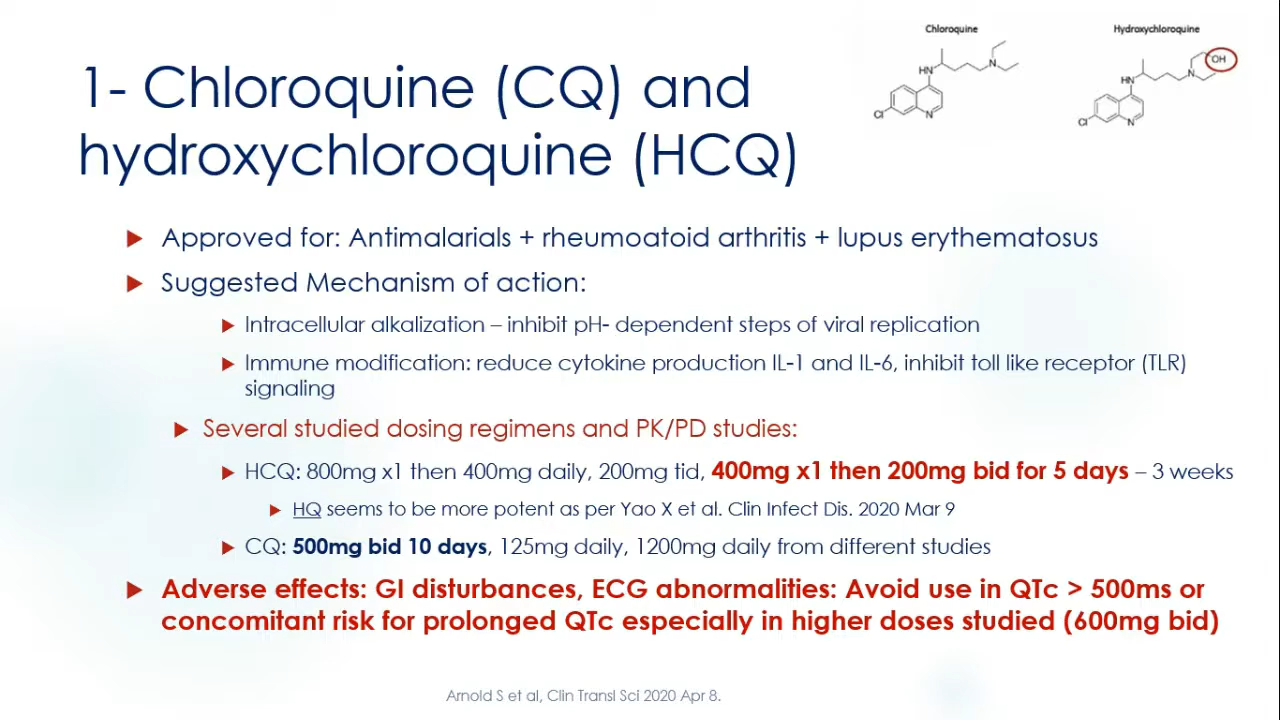 Chloroquine
Hydroxychloroquine
HN
N
Cl
N
OH
HN
N
Cl
N
1- Chloroquine (CQ) and
hydroxychloroquine (HCQ)
Approved for: Antimalarials + rheumatoid arthritis + lupus erythematosus
Suggested Mechanism of action:
Intracellular alkalization – inhibit pH- dependent steps of viral replication
Immune modification: reduce cytokine production IL-1 and IL-6, inhibit toll like receptor (TLR)
signaling
Several studied dosing regimens and PK/PD studies:
HCQ: 800mg x1 then 400mg daily, 200mg tid, 400mg x1 then 200mg bid for 5 days – 3 weeks
HQ seems to be more potent as per Yao X et al. Clin Infect Dis. 2020 Mar 9
CQ: 500mg bid 10 days, 125mg daily, 1200mg daily from different studies
Adverse effects: GI disturbances, ECG abnormalities: Avoid use in QTc > 500ms or
concomitant risk for prolonged QTc especially in higher doses studied (600mg bid)
Arnold S et al, Clin Transl Sci 2020 Apr 8.